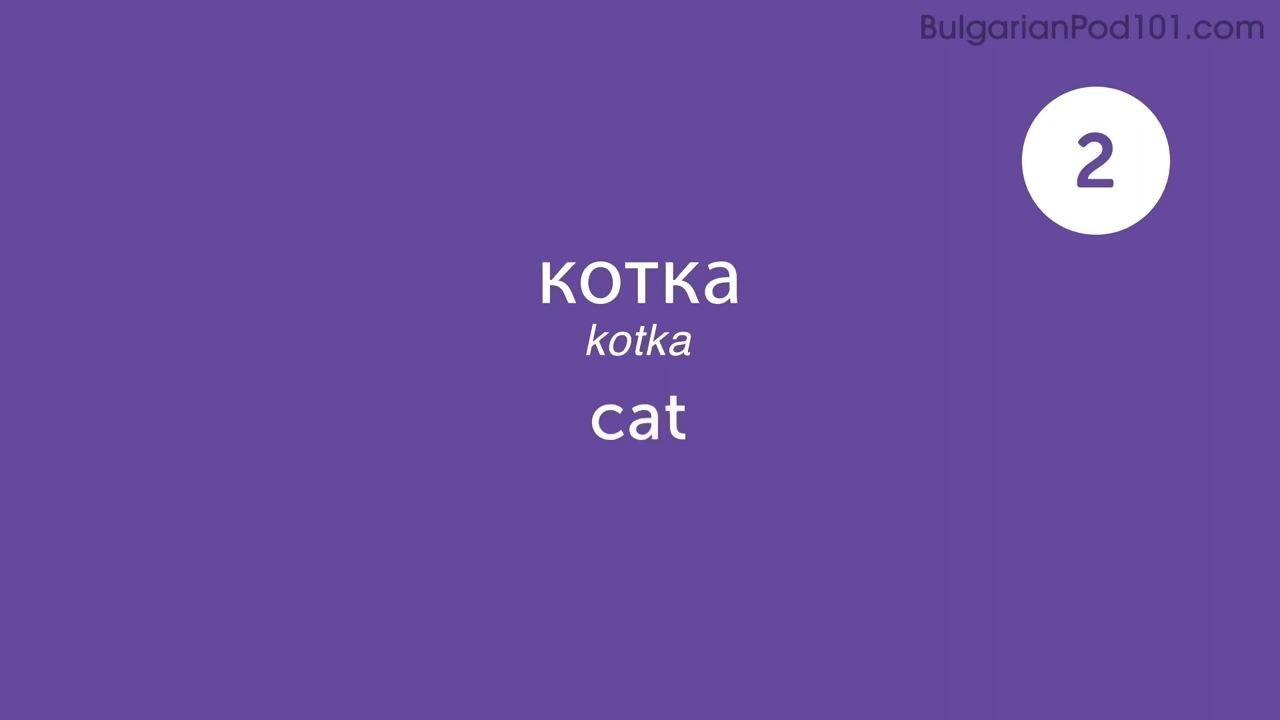 BulgarianPod101.com
2
котка
kotka
cat